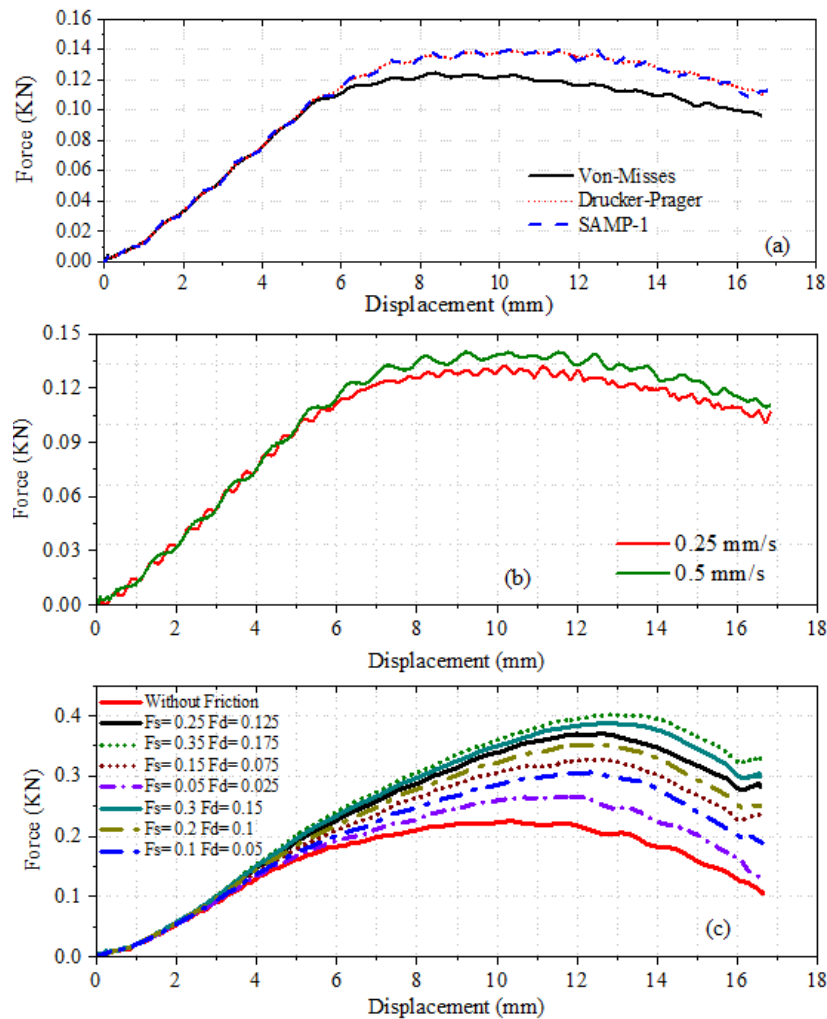 0.16
0.14
0.12
0.10
0.08
0.06
0.04
0.02
0.00
Force (KN)
Von-Misses
Drucker-Prager
SAMP-1
(a)
0 2 4 6 8 10 12 14 16 18
Displacement (mm)
0.15
0.12
0.09
0.06
0.03
0.00
Force (KN)
0.25 mm/s
0.5 mm/s
(b)
0 2 4 6 8 10 12 14 16 18
Displacement (mm)
0.4
0.3
0.2
0.1
0.0
Force (KN)
Without Friction
Fs= 0.25 Fd= 0.125
Fs= 0.35 Fd= 0.175
Fs= 0.15 Fd= 0.075
Fs= 0.05 Fd= 0.025
Fs= 0.3 Fd= 0.15
Fs= 0.2 Fd= 0.1
Fs= 0.1 Fd= 0.05
(c)
0 2 4 6 8 10 12 14 16 18
Displacement (mm)